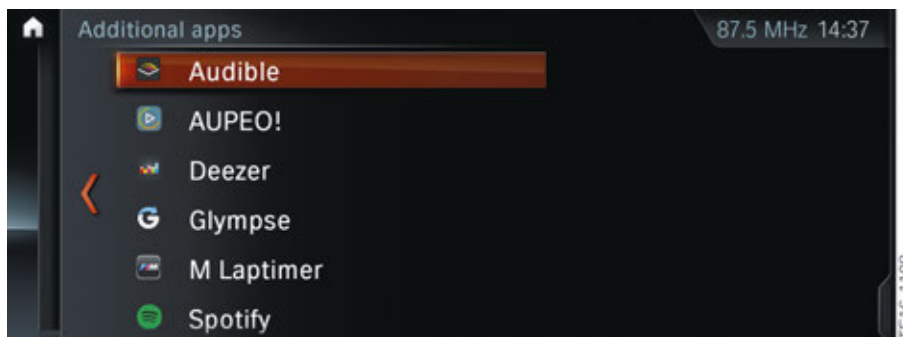 Additional apps
87.5 MHz 14:37
Audible
AUPEO!
Deezer
Glympse
M Laptimer
Spotify